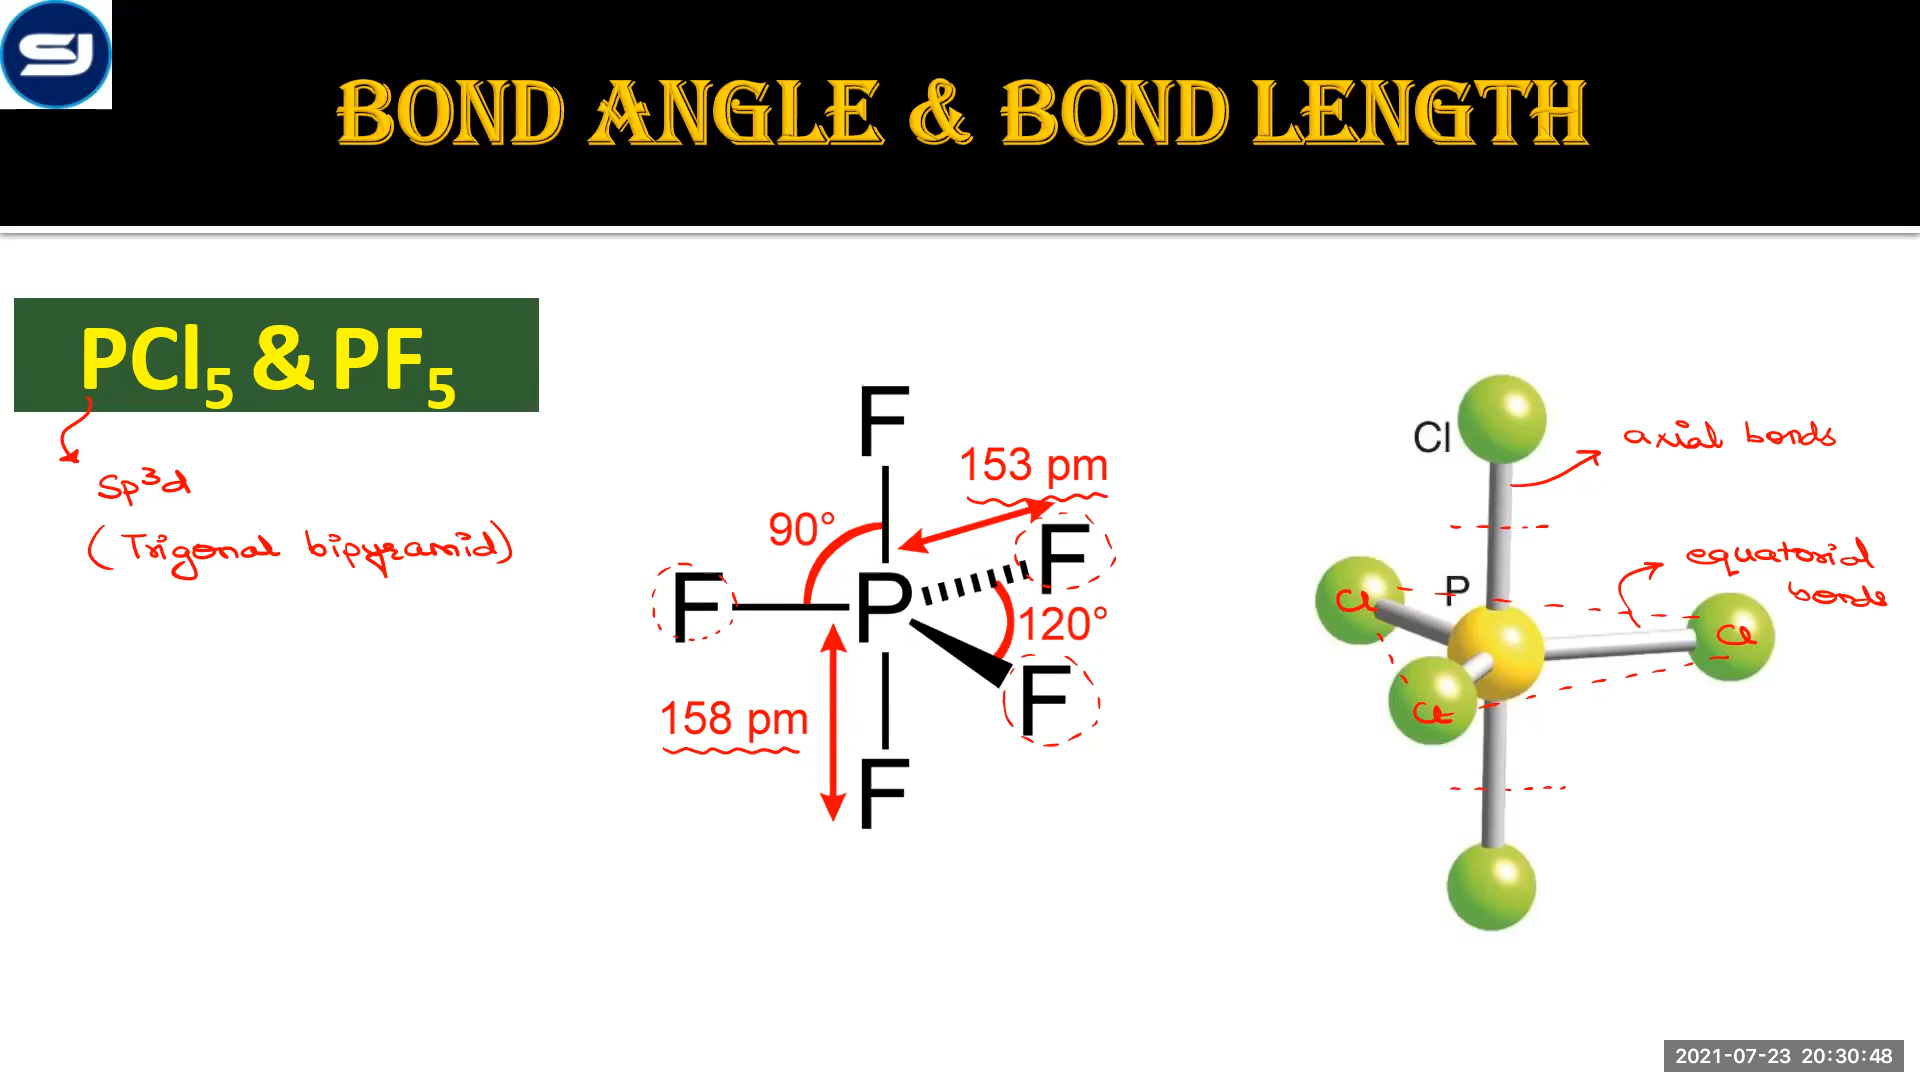 SJ
BOND ANGLE & BOND LENGTH
PCl₅ & PF₅
Sp³d
(Trigonal bipyramid)
F
153 pm
90°
F
F
P
120°
F
158 pm
F
Cl
axial bonds
equatorial
bonds
P
Cl
Cl
Cl
2021-07-23 20:30:48